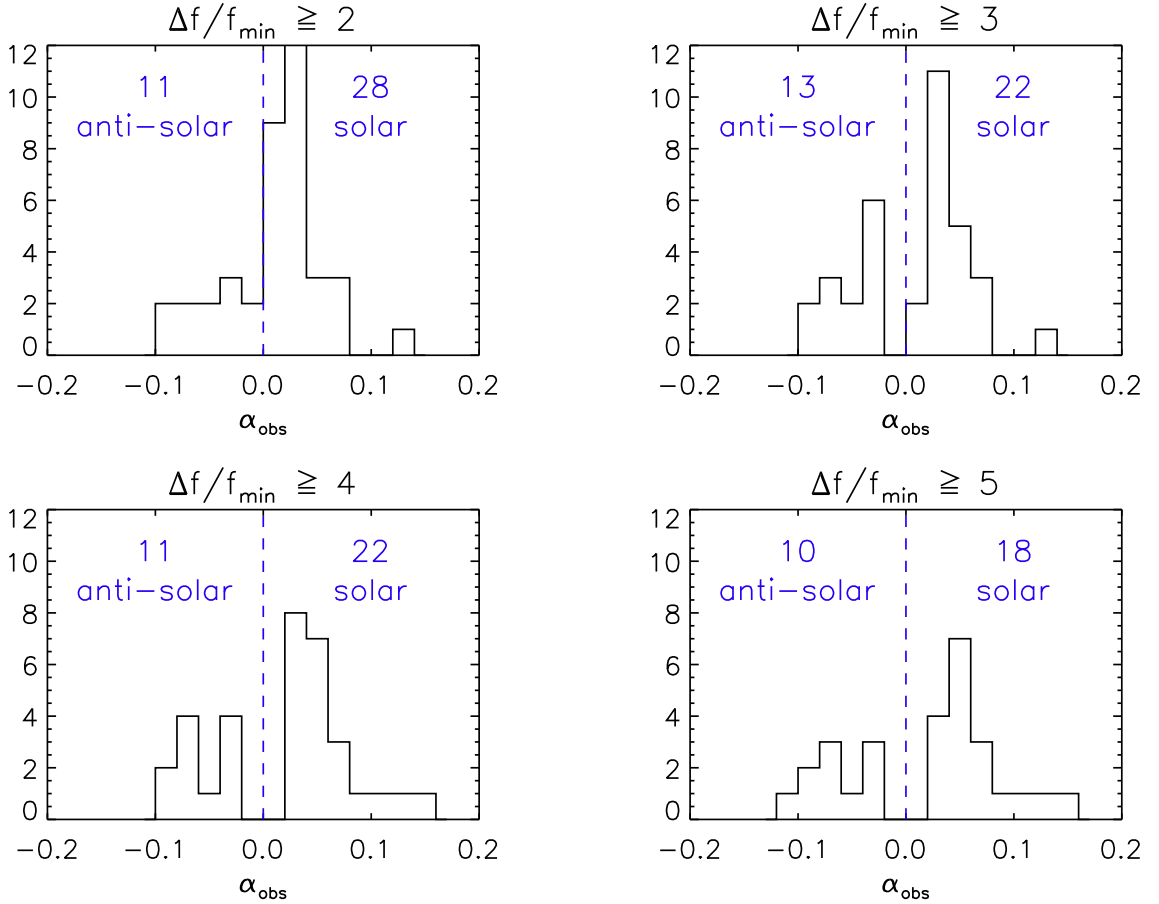 Δf/f_min ≧ 2
12
10
8
6
4
2
0
11
anti−solar
28
solar
−0.2 −0.1 0.0 0.1 0.2
α_obs
Δf/f_min ≧ 3
12
10
8
6
4
2
0
13
anti−solar
22
solar
−0.2 −0.1 0.0 0.1 0.2
α_obs
Δf/f_min ≧ 4
12
10
8
6
4
2
0
11
anti−solar
22
solar
−0.2 −0.1 0.0 0.1 0.2
α_obs
Δf/f_min ≧ 5
12
10
8
6
4
2
0
10
anti−solar
18
solar
−0.2 −0.1 0.0 0.1 0.2
α_obs